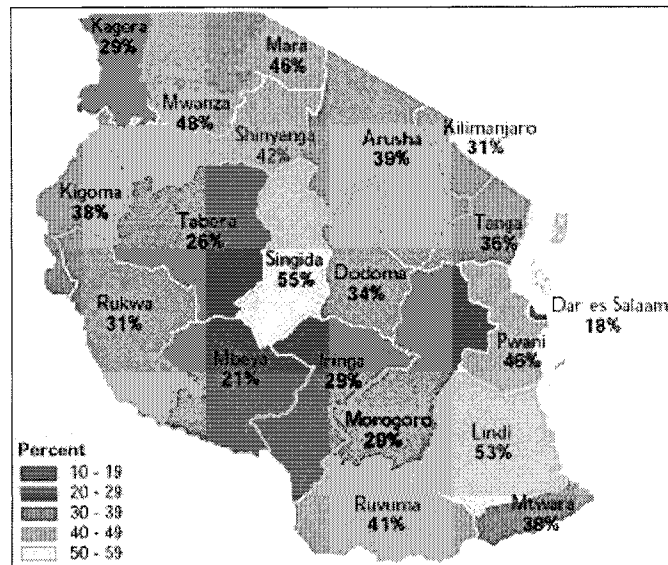 Kagera
29%
Mara
46%
Mwanza
48%
Shinyanga
42%
Arusha
39%
Kilimanjaro
31%
Kigoma
38%
Tabora
26%
Tanga
36%
Singida
55%
Dodoma
34%
Rukwa
31%
Dar es Salaam
18%
Pwani
46%
Mbeya
21%
Iringa
29%
Morogoro
29%
Lindi
53%
Ruvuma
41%
Mtwara
38%
Percent
10 - 19
20 - 29
30 - 39
40 - 49
50 - 59